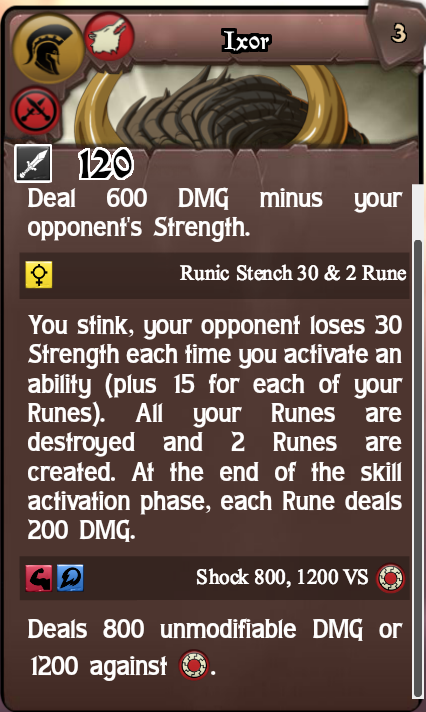 Ixor
3
120
Deal 600 DMG minus your
opponent's Strength.
Runic Stench 30 & 2 Rune
You stink, your opponent loses 30
Strength each time you activate an
ability (plus 15 for each of your
Runes). All your Runes are
destroyed and 2 Runes are
created. At the end of the skill
activation phase, each Rune deals
200 DMG.
Shock 800, 1200 VS
Deals 800 unmodifiable DMG or
1200 against .